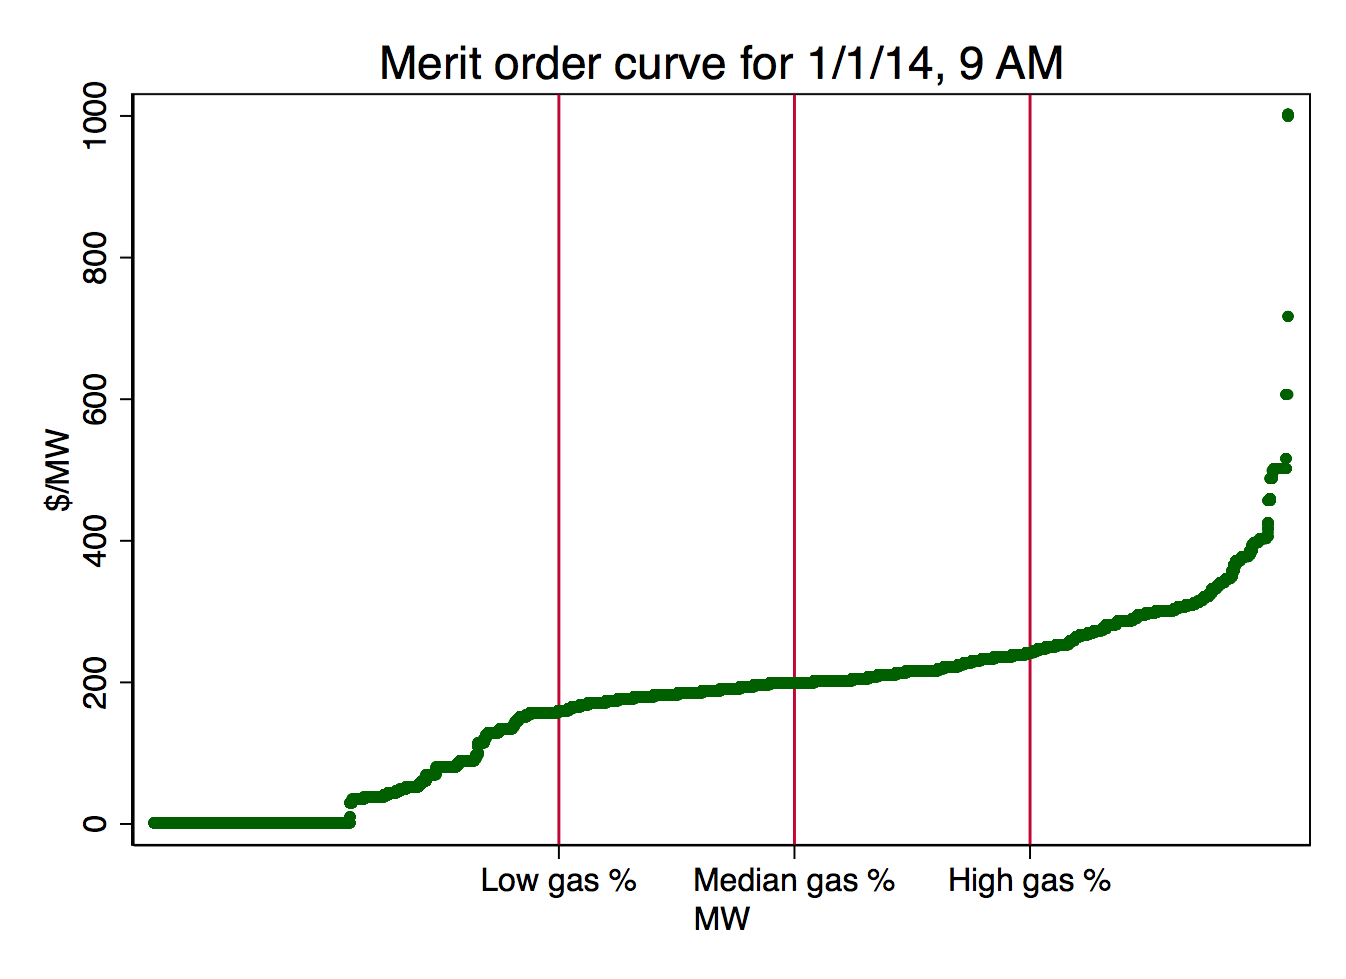 Merit order curve for 1/1/14, 9 AM
1000
800
600
400
200
0
$/MW
Low gas % Median gas % High gas %
MW